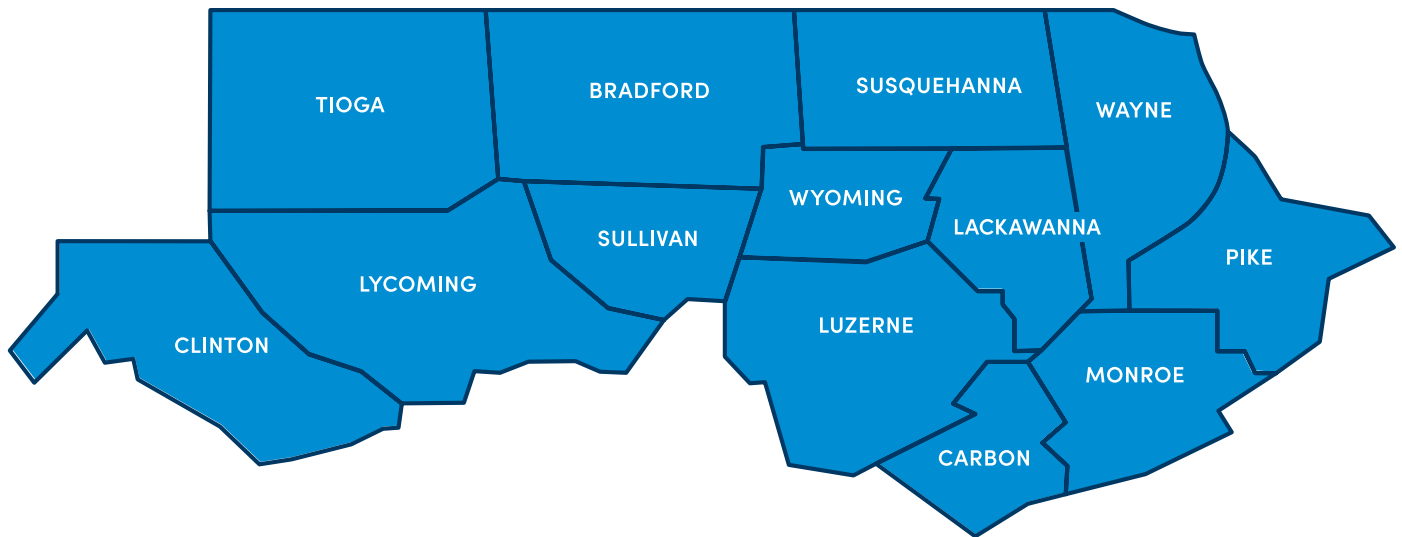 SUSQUEHANNA
BRADFORD
TIOGA
WAYNE
WYOMING
LACKAWANNA
SULLIVAN
PIKE
LYCOMING
LUZERNE
CLINTON
MONROE
CARBON